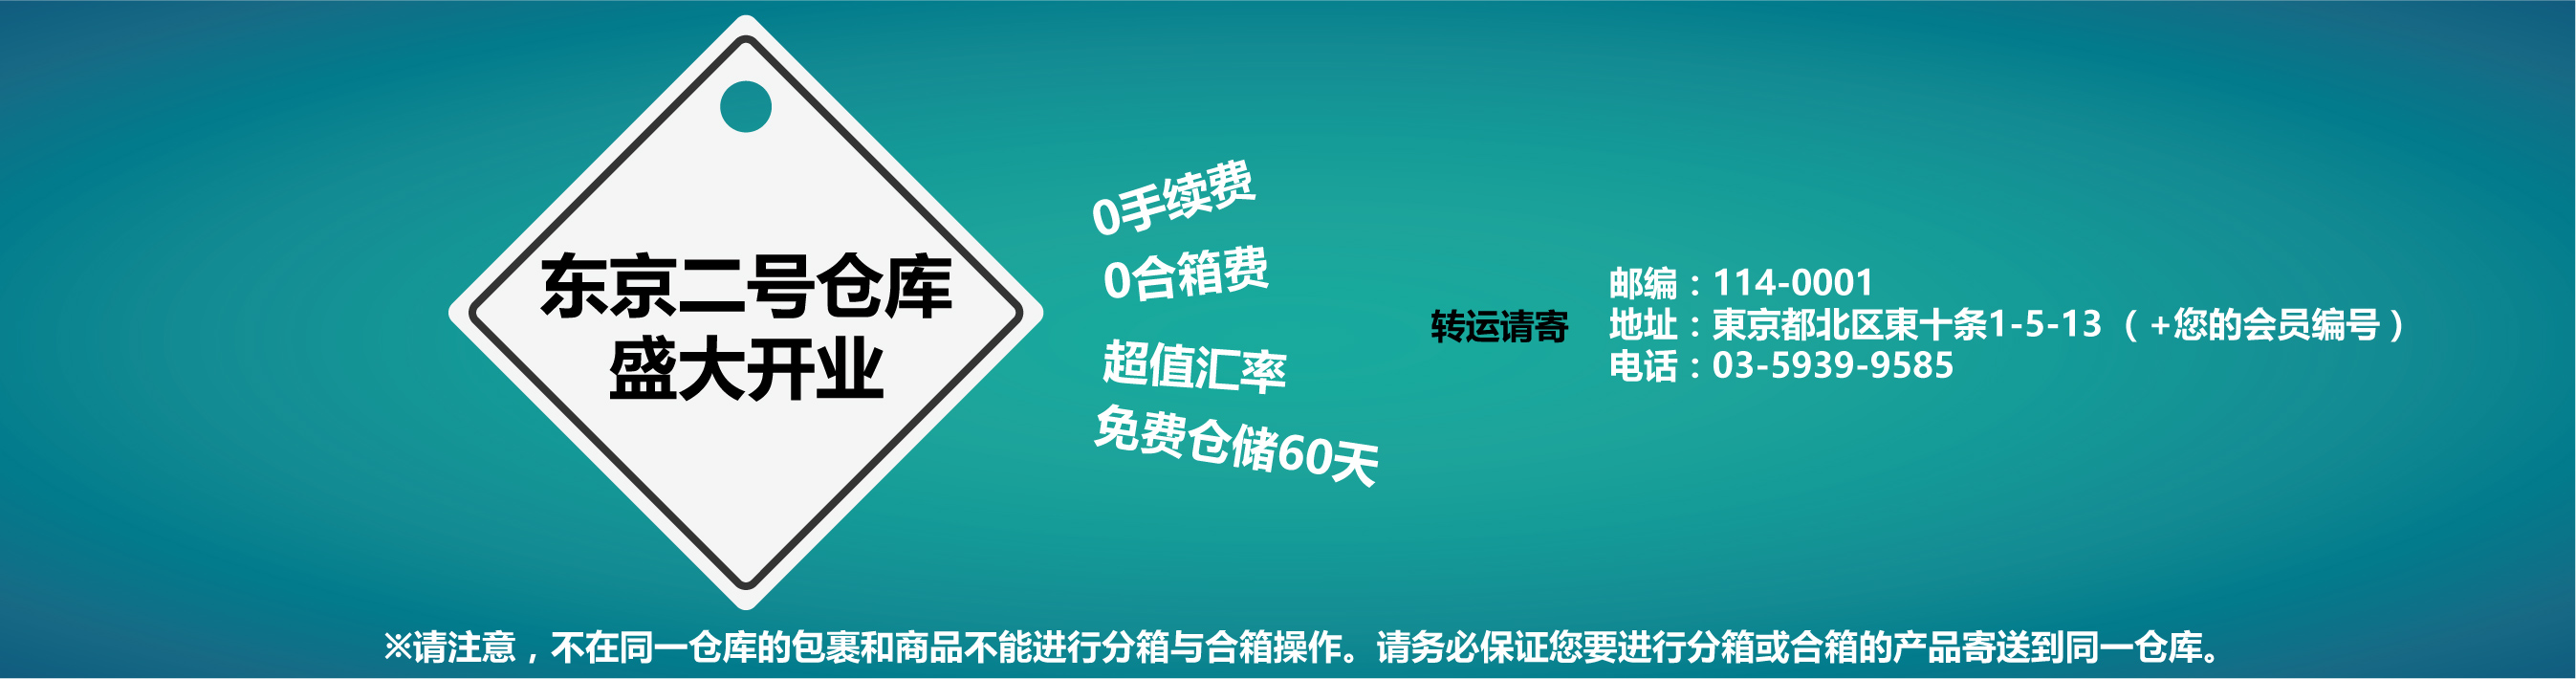 东京二号仓库
盛大开业
0手续费
0合箱费
超值汇率
免费仓储60天
转运请寄
邮编：114-0001
地址：東京都北区東十条1-5-13（+您的会员编号）
电话：03-5939-9585
※请注意，不在同一仓库的包裹和商品不能进行分箱与合箱操作。请务必保证您要进行分箱或合箱的产品寄送到同一仓库。